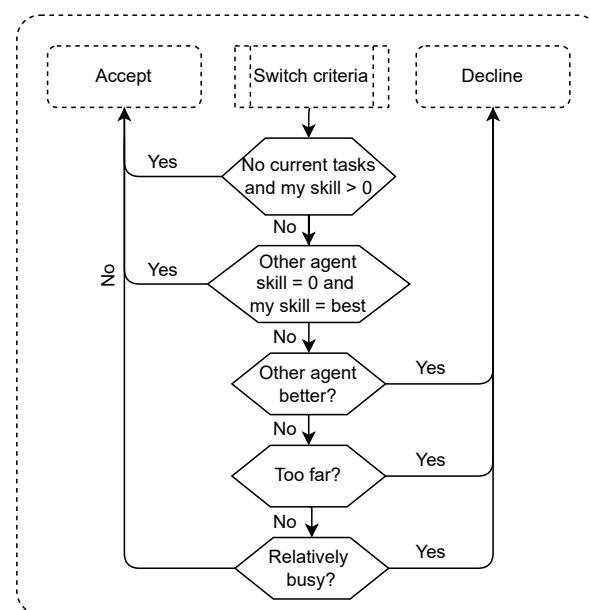 Accept
Switch criteria
Decline
Yes
No current tasks
and my skill > 0
No
Yes
Other agent
skill = 0 and
my skill = best
No
No
Other agent
better?
Yes
No
Too far?
Yes
No
Relatively
busy?
Yes